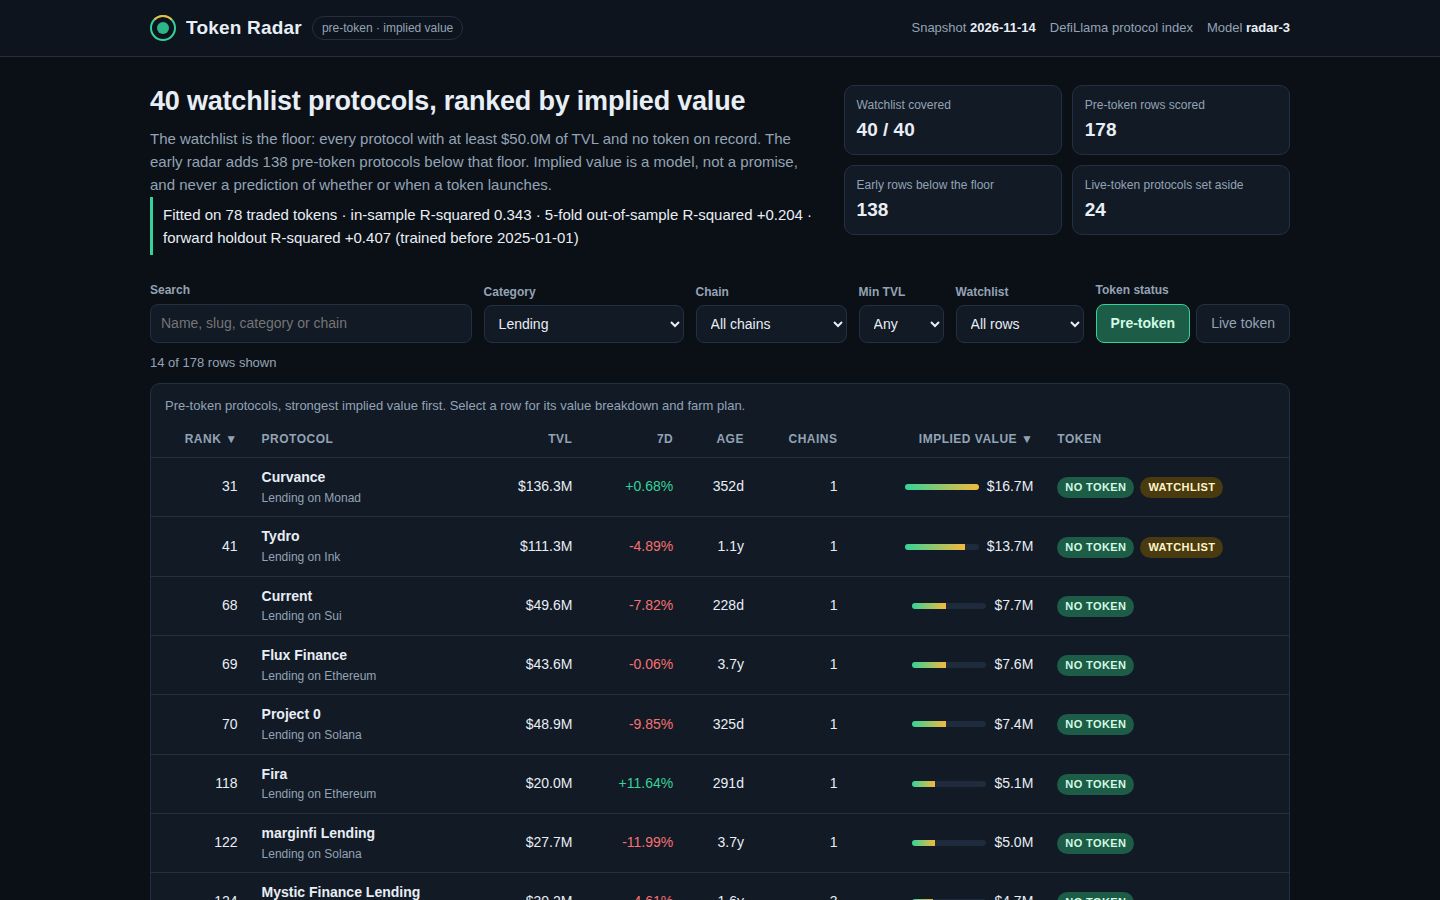 Token Radar
pre-token · implied value
Snapshot 2026-11-14 DefiLlama protocol index Model radar-3
40 watchlist protocols, ranked by implied value
The watchlist is the floor: every protocol with at least $50.0M of TVL and no token on record. The
early radar adds 138 pre-token protocols below that floor. Implied value is a model, not a promise,
and never a prediction of whether or when a token launches.
Fitted on 78 traded tokens · in-sample R-squared 0.343 · 5-fold out-of-sample R-squared +0.204 ·
forward holdout R-squared +0.407 (trained before 2025-01-01)
Watchlist covered
40 / 40
Pre-token rows scored
178
Early rows below the floor
138
Live-token protocols set aside
24
Search
Name, slug, category or chain
Category
Lending
Chain
All chains
Min TVL
Any
Watchlist
All rows
Token status
Pre-token
Live token
14 of 178 rows shown
Pre-token protocols, strongest implied value first. Select a row for its value breakdown and farm plan.
RANK ▼ PROTOCOL TVL 7D AGE CHAINS IMPLIED VALUE ▼ TOKEN
31 Curvance $136.3M +0.68% 352d 1 $16.7M NO TOKEN WATCHLIST
Lending on Monad
41 Tydro $111.3M -4.89% 1.1y 1 $13.7M NO TOKEN WATCHLIST
Lending on Ink
68 Current $49.6M -7.82% 228d 1 $7.7M NO TOKEN
Lending on Sui
69 Flux Finance $43.6M -0.06% 3.7y 1 $7.6M NO TOKEN
Lending on Ethereum
70 Project 0 $48.9M -9.85% 325d 1 $7.4M NO TOKEN
Lending on Solana
118 Fira $20.0M +11.64% 291d 1 $5.1M NO TOKEN
Lending on Ethereum
122 marginfi Lending $27.7M -11.99% 3.7y 1 $5.0M NO TOKEN
Lending on Solana
Mystic Finance Lending